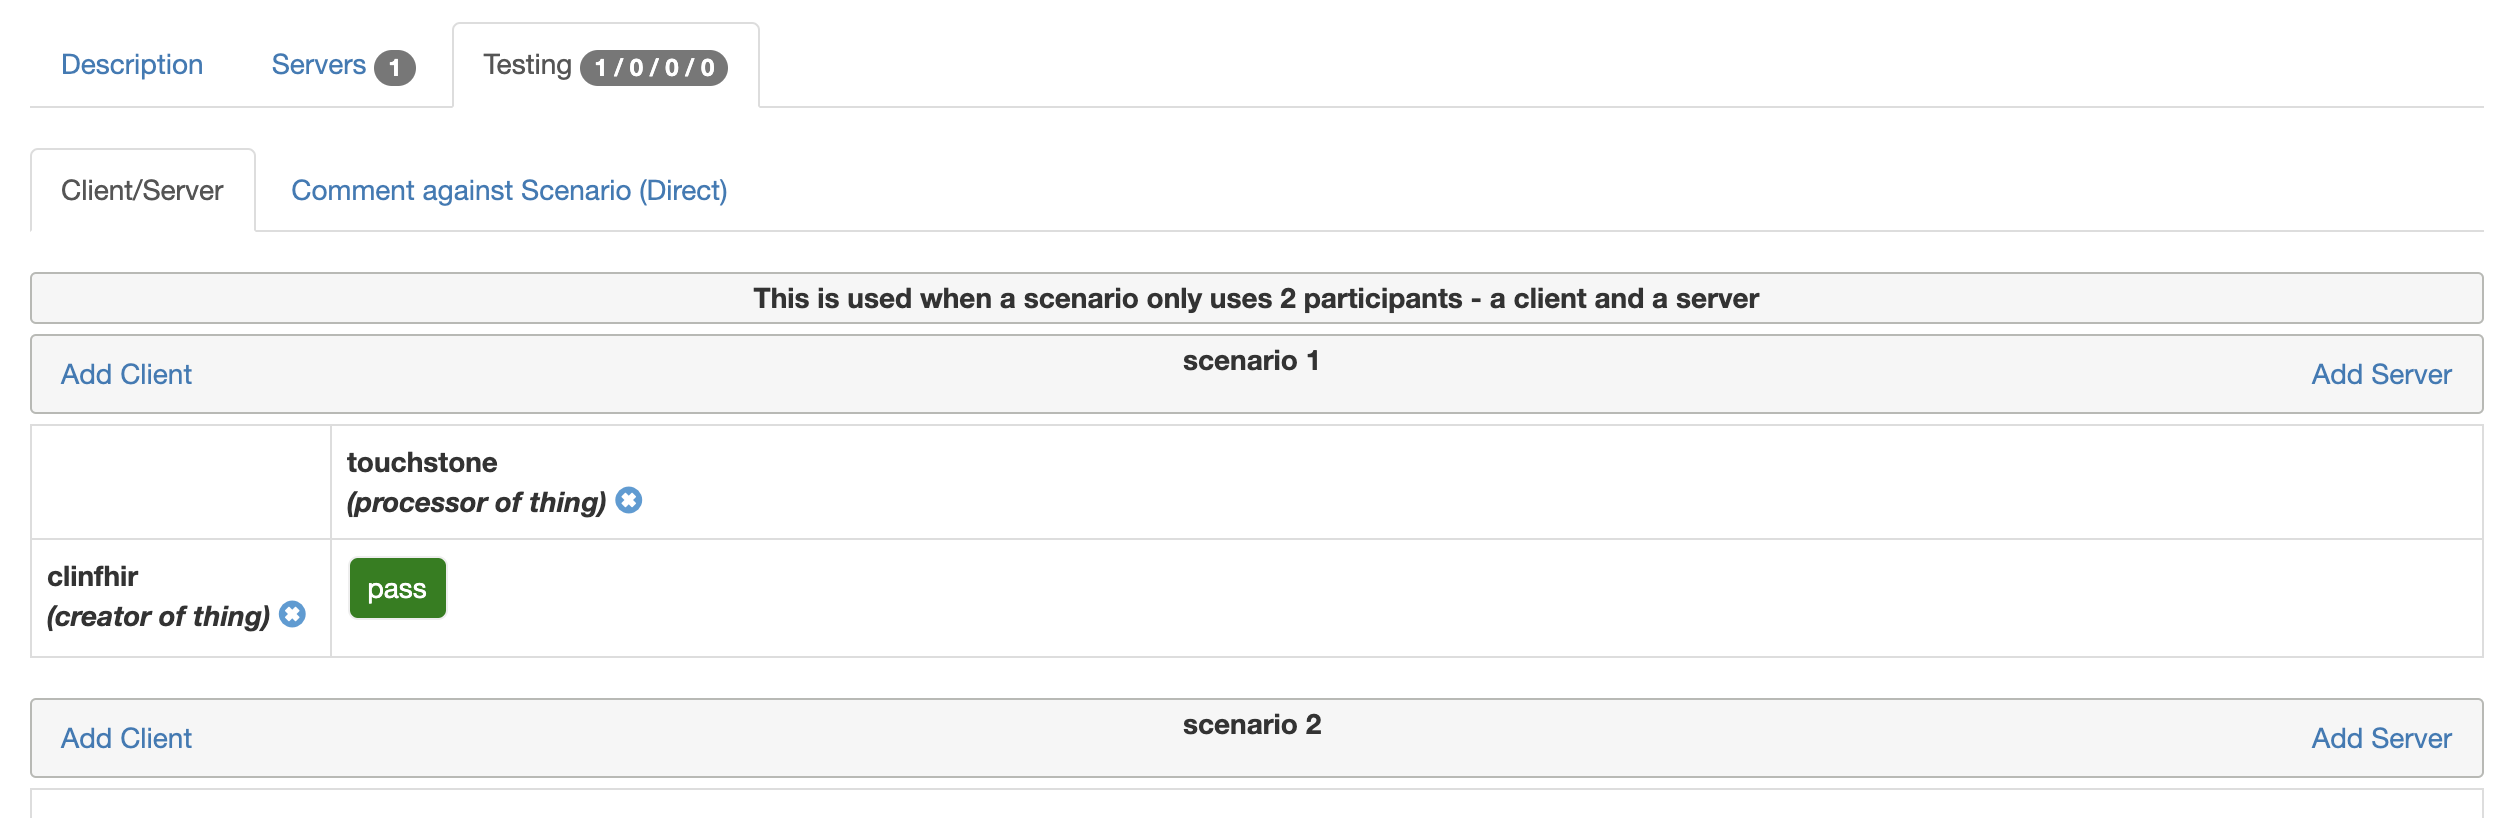 Description Servers 1 Testing 1 / 0 / 0 / 0
Client/Server Comment against Scenario (Direct)
This is used when a scenario only uses 2 participants - a client and a server
Add Client scenario 1 Add Server
touchstone
(processor of thing)
clinfhir
(creator of thing)
pass
Add Client scenario 2 Add Server